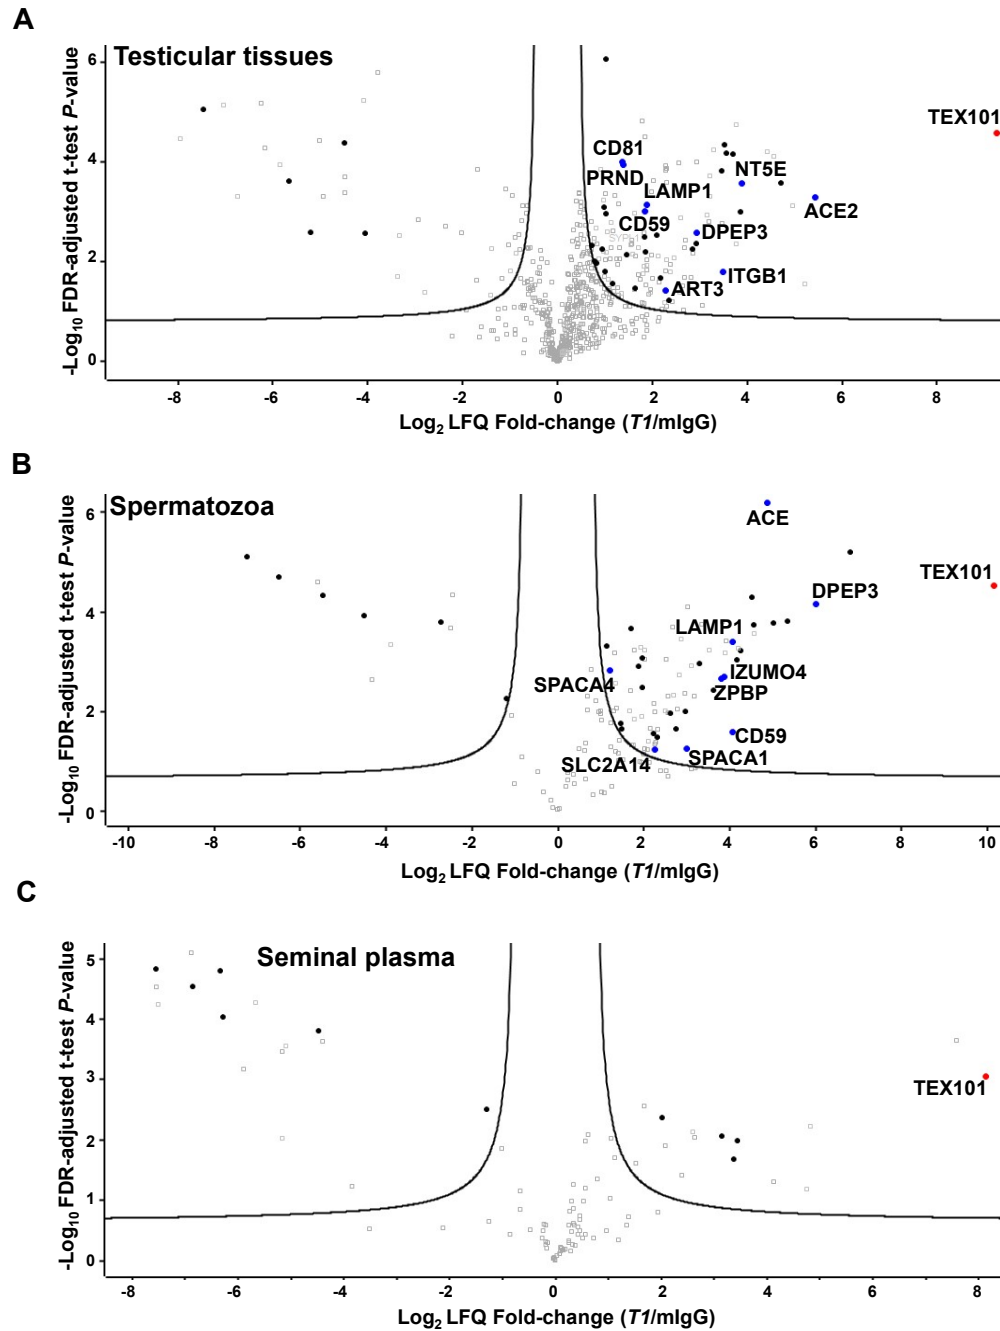 A
Testicular tissues
-Log10 FDR-adjusted t-test P-value
6
4
2
0
TEX101
CD81
PRND
NT5E
LAMP1
ACE2
CD59
DPEP3
ITGB1
ART3
-8
-6
-4
-2
0
2
4
6
8
Log2 LFQ Fold-change (T1/mIgG)
B
Spermatozoa
-Log10 FDR-adjusted t-test P-value
6
4
2
0
ACE
TEX101
DPEP3
LAMP1
IZUMO4
SPACA4
ZPBP
CD59
SPACA1
SLC2A14
-10
-8
-6
-4
-2
0
2
4
6
8
10
Log2 LFQ Fold-change (T1/mIgG)
C
Seminal plasma
-Log10 FDR-adjusted t-test P-value
5
4
3
2
1
0
TEX101
-8
-6
-4
-2
0
2
4
6
8
Log2 LFQ Fold-change (T1/mIgG)